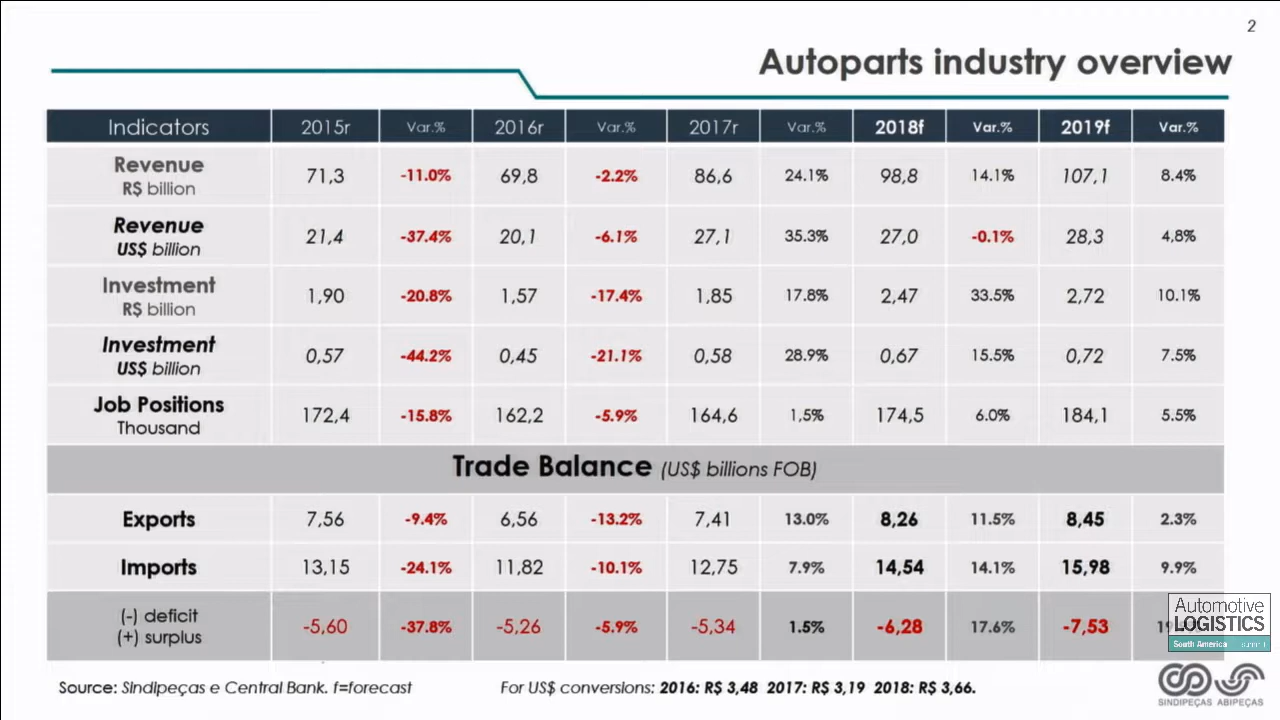 2
Autoparts industry overview
Indicators 2015r Var.% 2016r Var.% 2017r Var.% 2018f Var.% 2019f Var.%
Revenue
R$ billion
71,3 -11.0% 69,8 -2.2% 86,6 24.1% 98,8 14.1% 107,1 8.4%
Revenue
US$ billion
21,4 -37.4% 20,1 -6.1% 27,1 35.3% 27,0 -0.1% 28,3 4,8%
Investment
R$ billion
1,90 -20.8% 1,57 -17.4% 1,85 17.8% 2,47 33.5% 2,72 10.1%
Investment
US$ billion
0,57 -44.2% 0,45 -21.1% 0,58 28.9% 0,67 15.5% 0,72 7.5%
Job Positions
Thousand
172,4 -15.8% 162,2 -5.9% 164,6 1,5% 174,5 6.0% 184,1 5.5%
Trade Balance (US$ billions FOB)
Exports 7,56 -9.4% 6,56 -13.2% 7,41 13.0% 8,26 11.5% 8,45 2.3%
Imports 13,15 -24.1% 11,82 -10.1% 12,75 7.9% 14,54 14.1% 15,98 9.9%
(-) deficit
(+) surplus
-5,60 -37.8% -5,26 -5.9% -5,34 1.5% -6,28 17.6% -7,53
Automotive
LOGISTICS
South America summit
Source: Sindipeças e Central Bank. f=forecast
For US$ conversions: 2016: R$ 3,48 2017: R$ 3,19 2018: R$ 3,66.
SINDIPEÇAS ABIPEÇAS